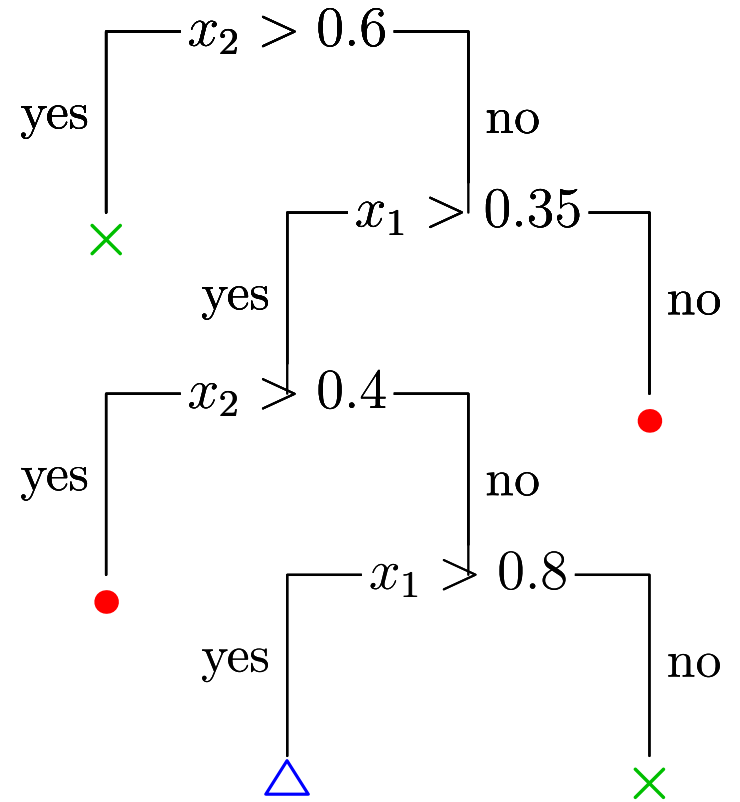 x₂ > 0.6
yes
no
x₁ > 0.35
yes
no
x₂ > 0.4
yes
no
x₁ > 0.8
yes
no